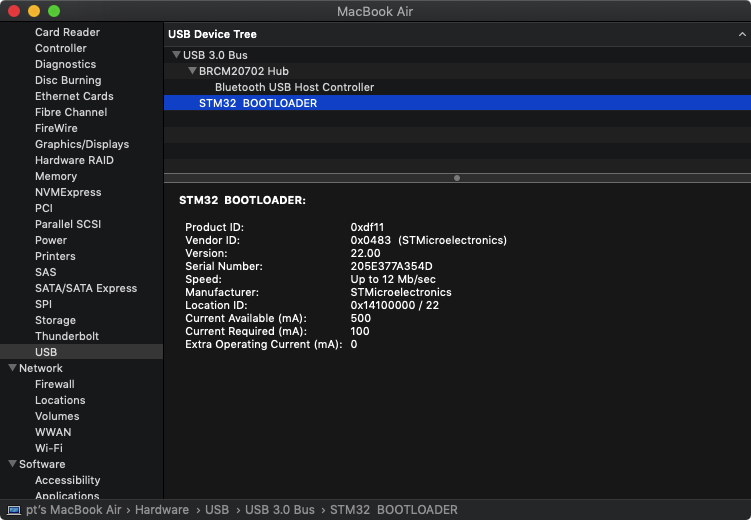 MacBook Air
Card Reader
Controller
Diagnostics
Disc Burning
Ethernet Cards
Fibre Channel
FireWire
Graphics/Displays
Hardware RAID
Memory
NVMExpress
PCI
Parallel SCSI
Power
Printers
SAS
SATA/SATA Express
SPI
Storage
Thunderbolt
USB
Network
Firewall
Locations
Volumes
WWAN
Wi-Fi
Software
Accessibility
Applications
USB Device Tree
USB 3.0 Bus
BRCM20702 Hub
Bluetooth USB Host Controller
STM32  BOOTLOADER
STM32  BOOTLOADER:
Product ID: 0xdf11
Vendor ID: 0x0483  (STMicroelectronics)
Version: 22.00
Serial Number: 205E377A354D
Speed: Up to 12 Mb/sec
Manufacturer: STMicroelectronics
Location ID: 0x14100000 / 22
Current Available (mA): 500
Current Required (mA): 100
Extra Operating Current (mA): 0
pt's MacBook Air › Hardware › USB › USB 3.0 Bus › STM32  BOOTLOADER